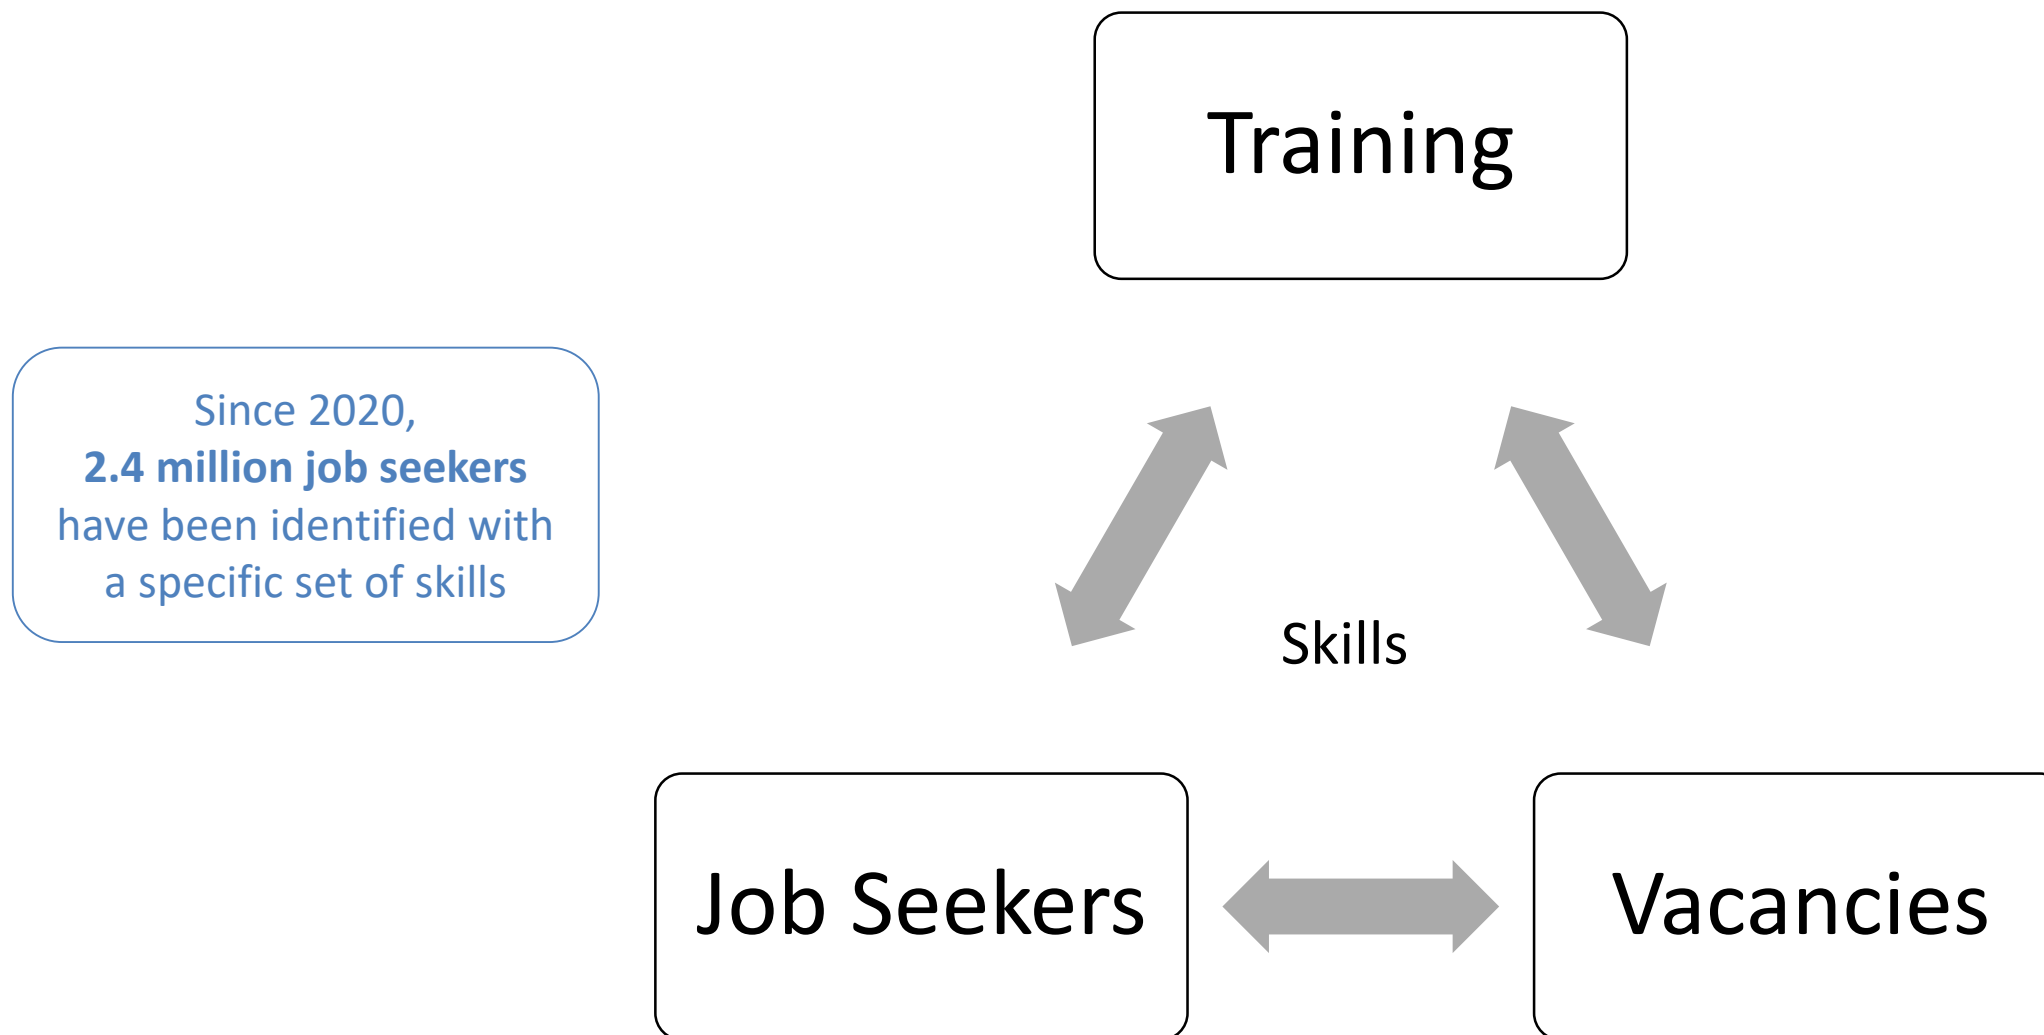 Training
Since 2020,
2.4 million job seekers
have been identified with
a specific set of skills
Skills
Job Seekers
Vacancies